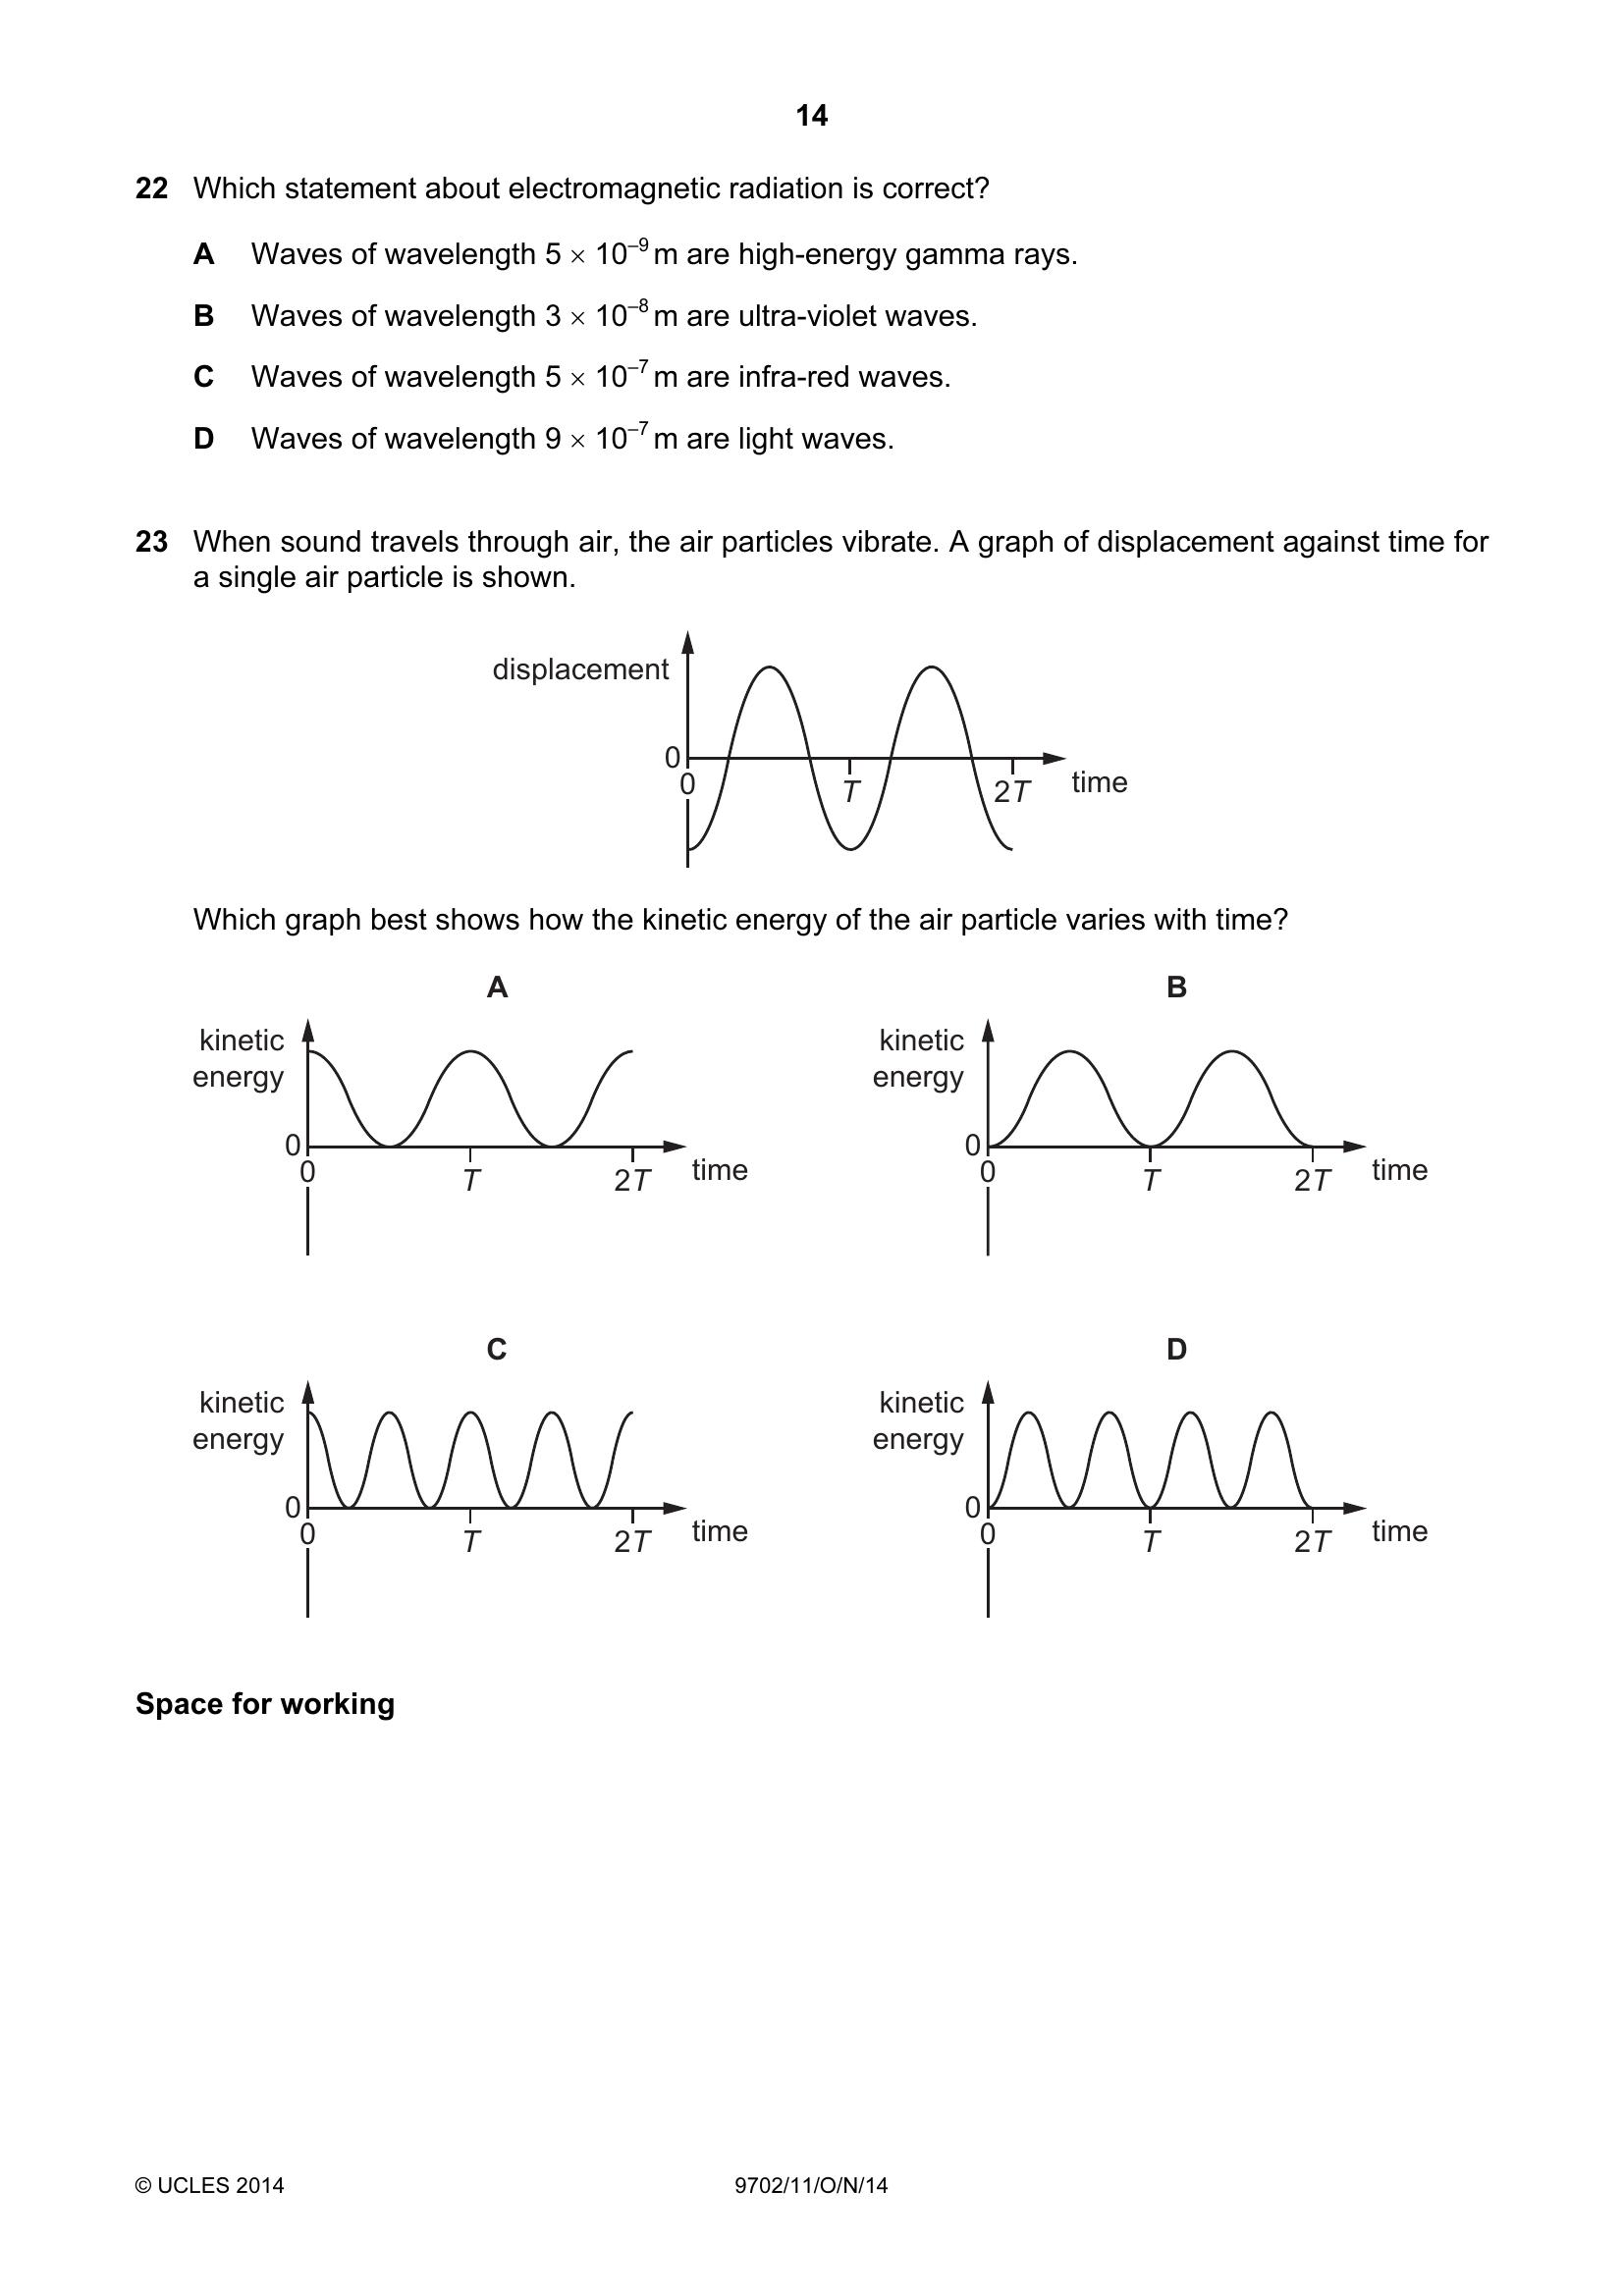 14
22 Which statement about electromagnetic radiation is correct?
A Waves of wavelength 5 × 10⁻⁹ m are high-energy gamma rays.
B Waves of wavelength 3 × 10⁻⁸ m are ultra-violet waves.
C Waves of wavelength 5 × 10⁻⁷ m are infra-red waves.
D Waves of wavelength 9 × 10⁻⁷ m are light waves.
23 When sound travels through air, the air particles vibrate. A graph of displacement against time for
a single air particle is shown.
displacement
0
0 T 2T time
Which graph best shows how the kinetic energy of the air particle varies with time?
A
kinetic
energy
0
0 T 2T time
B
kinetic
energy
0
0 T 2T time
C
kinetic
energy
0
0 T 2T time
D
kinetic
energy
0
0 T 2T time
Space for working
© UCLES 2014 9702/11/O/N/14